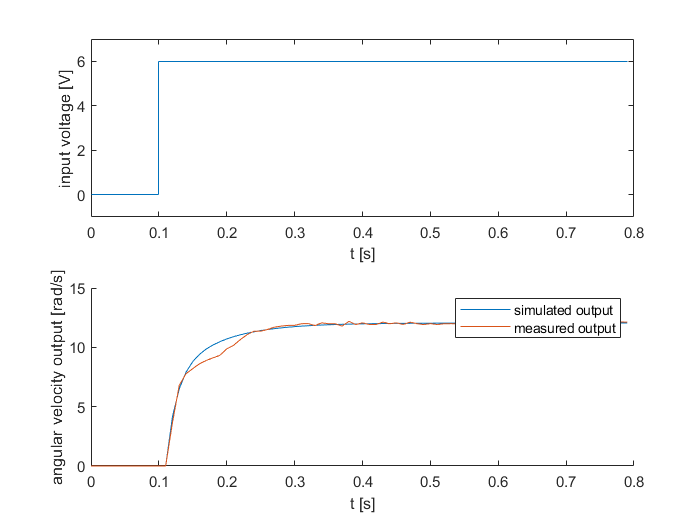 input voltage [V]
6
4
2
0
0 0.1 0.2 0.3 0.4 0.5 0.6 0.7 0.8
t [s]
angular velocity output [rad/s]
15
10
5
0
simulated output
measured output
0 0.1 0.2 0.3 0.4 0.5 0.6 0.7 0.8
t [s]